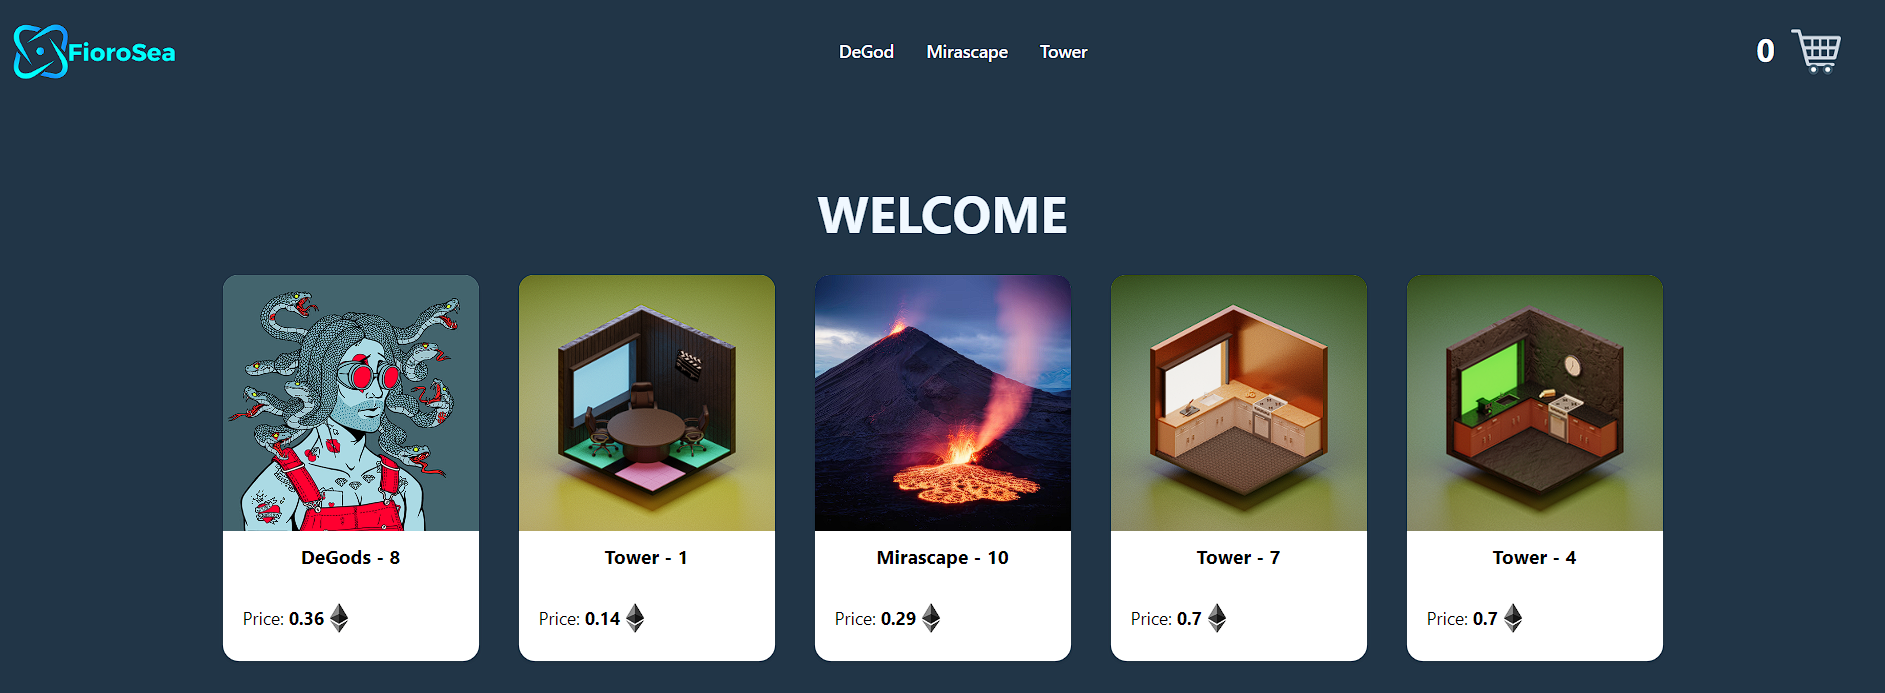 FioroSea
DeGod Mirascape Tower
0
WELCOME
DeGods - 8
Price: 0.36
Tower - 1
Price: 0.14
Mirascape - 10
Price: 0.29
Tower - 7
Price: 0.7
Tower - 4
Price: 0.7